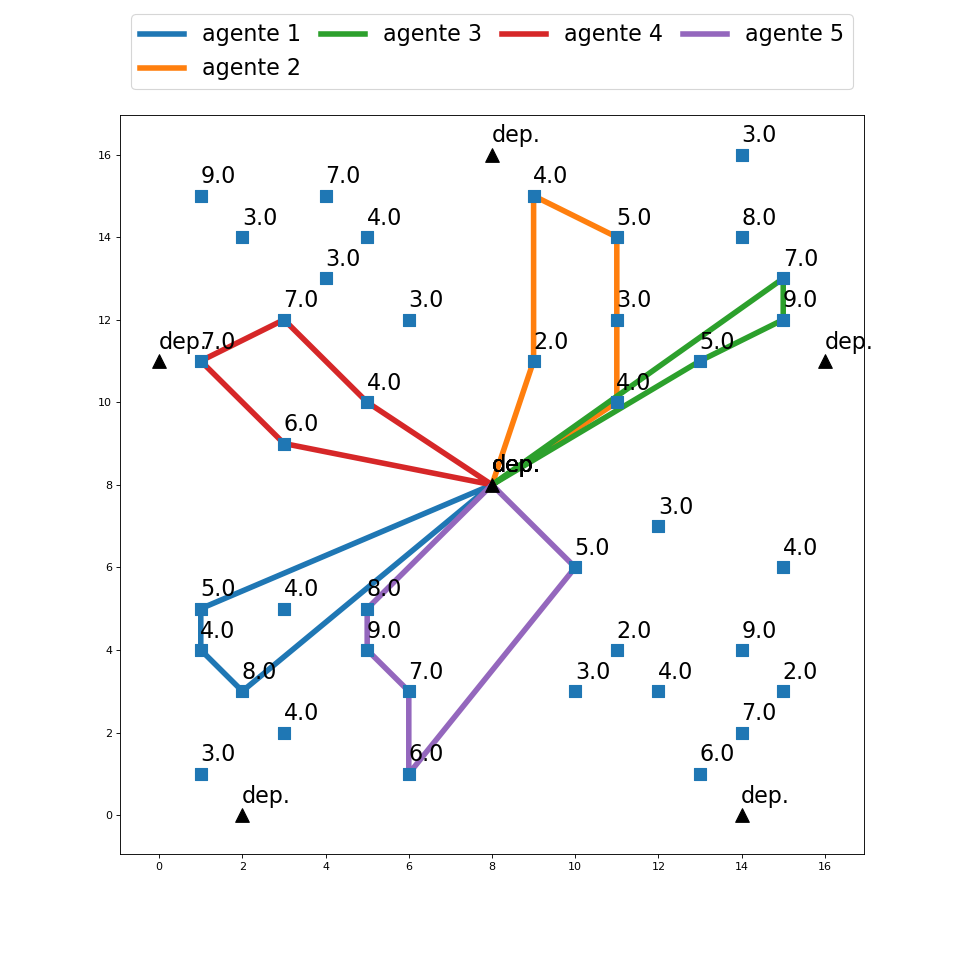 agente 1 agente 3 agente 4 agente 5
agente 2
dep. 3.0
16
9.0 7.0 4.0
3.0 4.0 5.0 8.0
14
3.0 7.0
7.0 3.0 3.0 9.0
12
dep. 7.0 2.0 5.0 dep.
4.0 4.0
10
6.0
dep.
8
3.0
5.0 4.0
6
5.0 4.0 8.0
4.0 9.0 2.0 9.0
4
8.0 7.0 3.0 4.0 2.0
4.0 7.0
2
3.0 6.0 6.0
dep. dep.
0
0 2 4 6 8 10 12 14 16